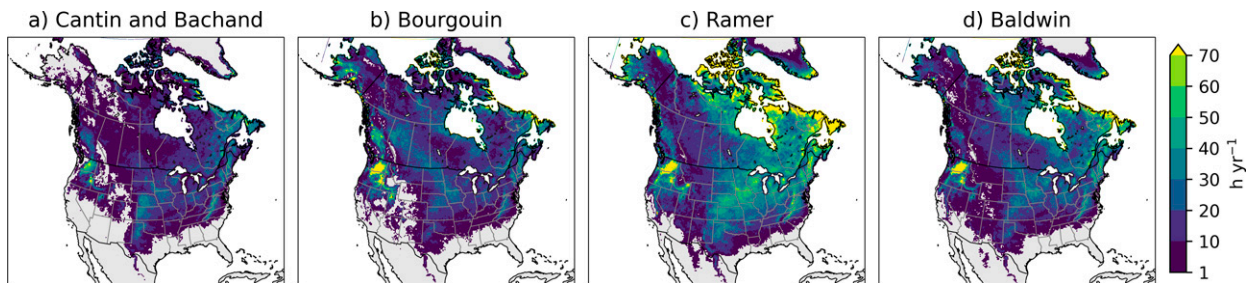 a) Cantin and Bachand
b) Bourgouin
c) Ramer
d) Baldwin
70
60
50
40
30
20
10
1
h yr⁻¹